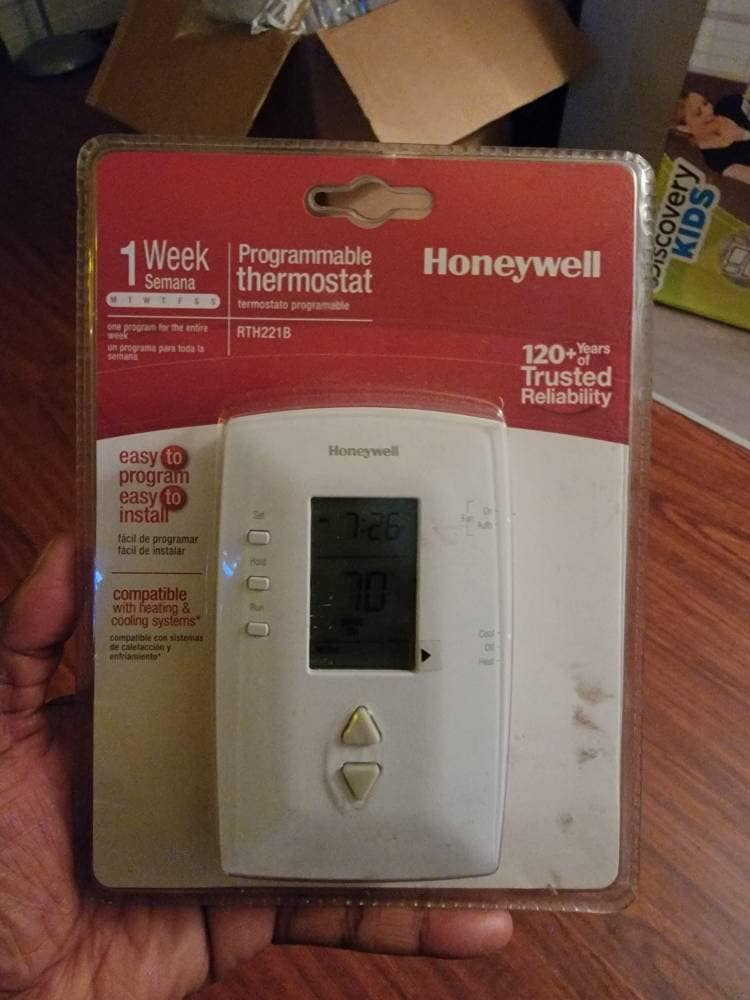 1 Week
Semana
M T W T F S S
one program for the entire
week
un programa para toda la
semana
Programmable
thermostat
termostato programable
RTH221B
Honeywell
120+ Years
of
Trusted
Reliability
easy to
program
easy to
install
fácil de programar
fácil de instalar
compatible
with heating &
cooling systems*
compatible con sistemas
de calefacción y
enfriamiento*
Honeywell
Set
Hold
Run
7:26
70
Fan
On
Auto
Cool
Off
Heat
Discovery
KIDS